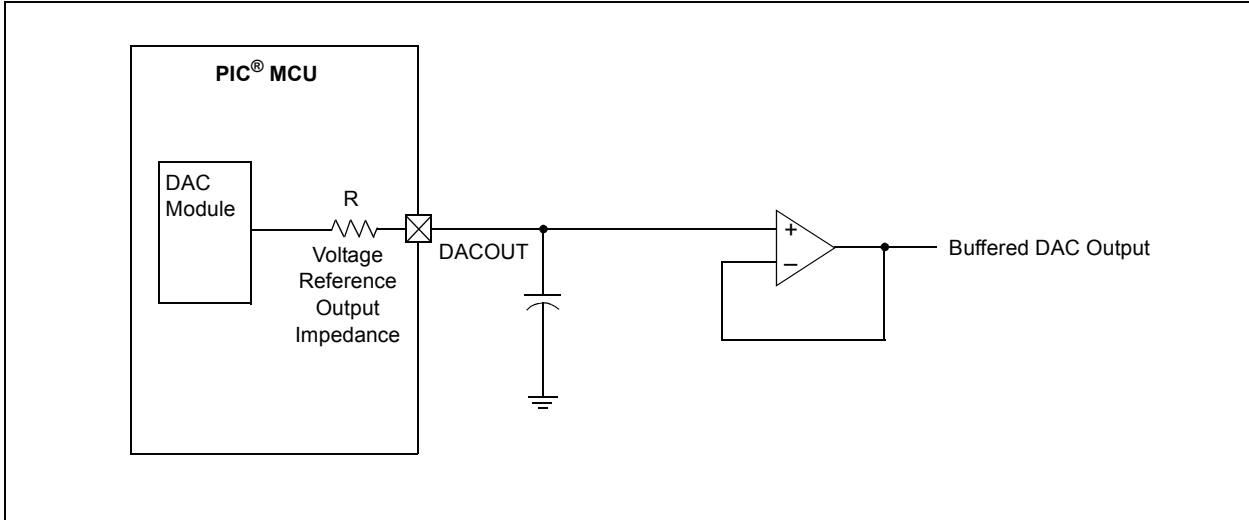 PIC® MCU
DAC
Module
R
Voltage
Reference
Output
Impedance
DACOUT
+
–
Buffered DAC Output